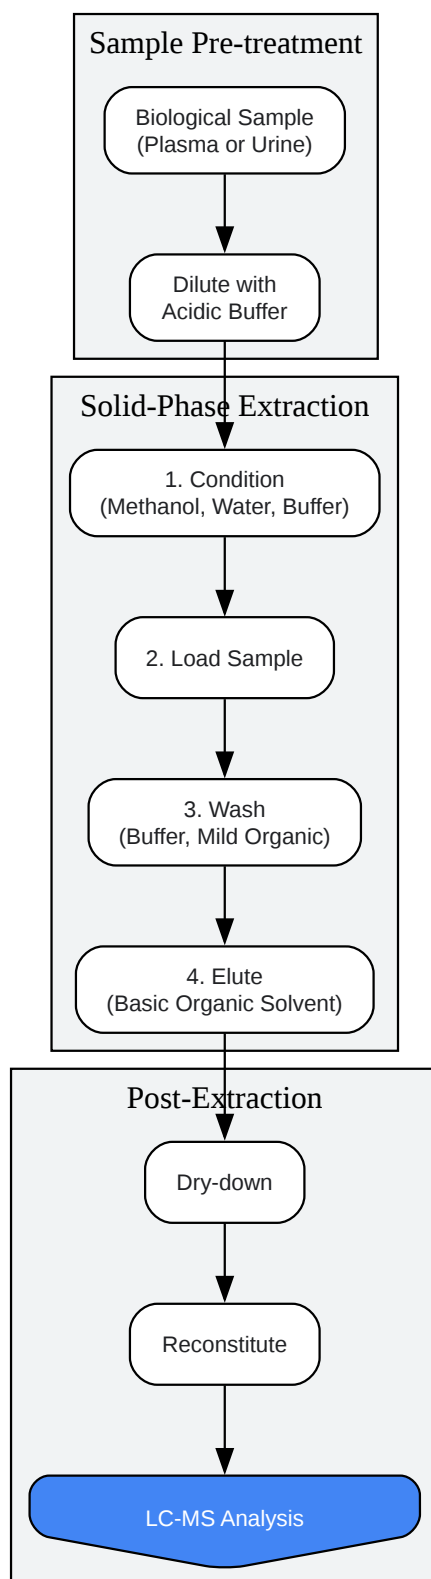 Sample Pre-treatment
Biological Sample
(Plasma or Urine)
Dilute with
Acidic Buffer
Solid-Phase Extraction
1. Condition
(Methanol, Water, Buffer)
2. Load Sample
3. Wash
(Buffer, Mild Organic)
4. Elute
(Basic Organic Solvent)
Post-Extraction
Dry-down
Reconstitute
LC-MS Analysis